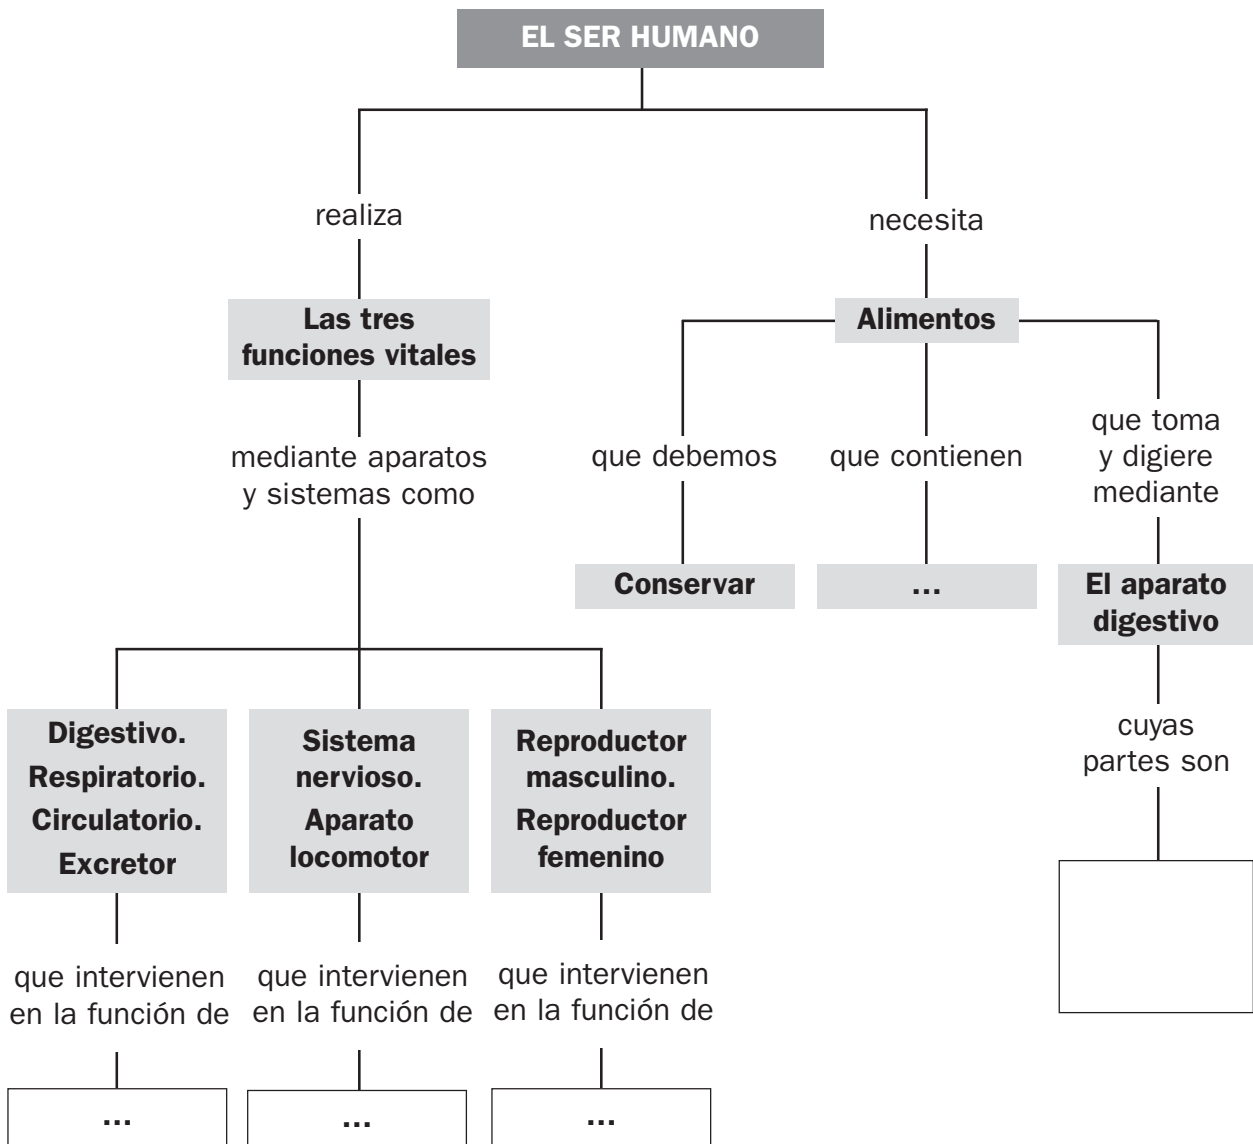 EL SER HUMANO
realiza
necesita
Las tres
funciones vitales
Alimentos
mediante aparatos
y sistemas como
que debemos
que contienen
que toma
y digiere
mediante
Conservar
...
El aparato
digestivo
cuyas
partes son
Digestivo.
Respiratorio.
Circulatorio.
Excretor
Sistema
nervioso.
Aparato
locomotor
Reproductor
masculino.
Reproductor
femenino
que intervienen
en la función de
que intervienen
en la función de
que intervienen
en la función de
...
...
...